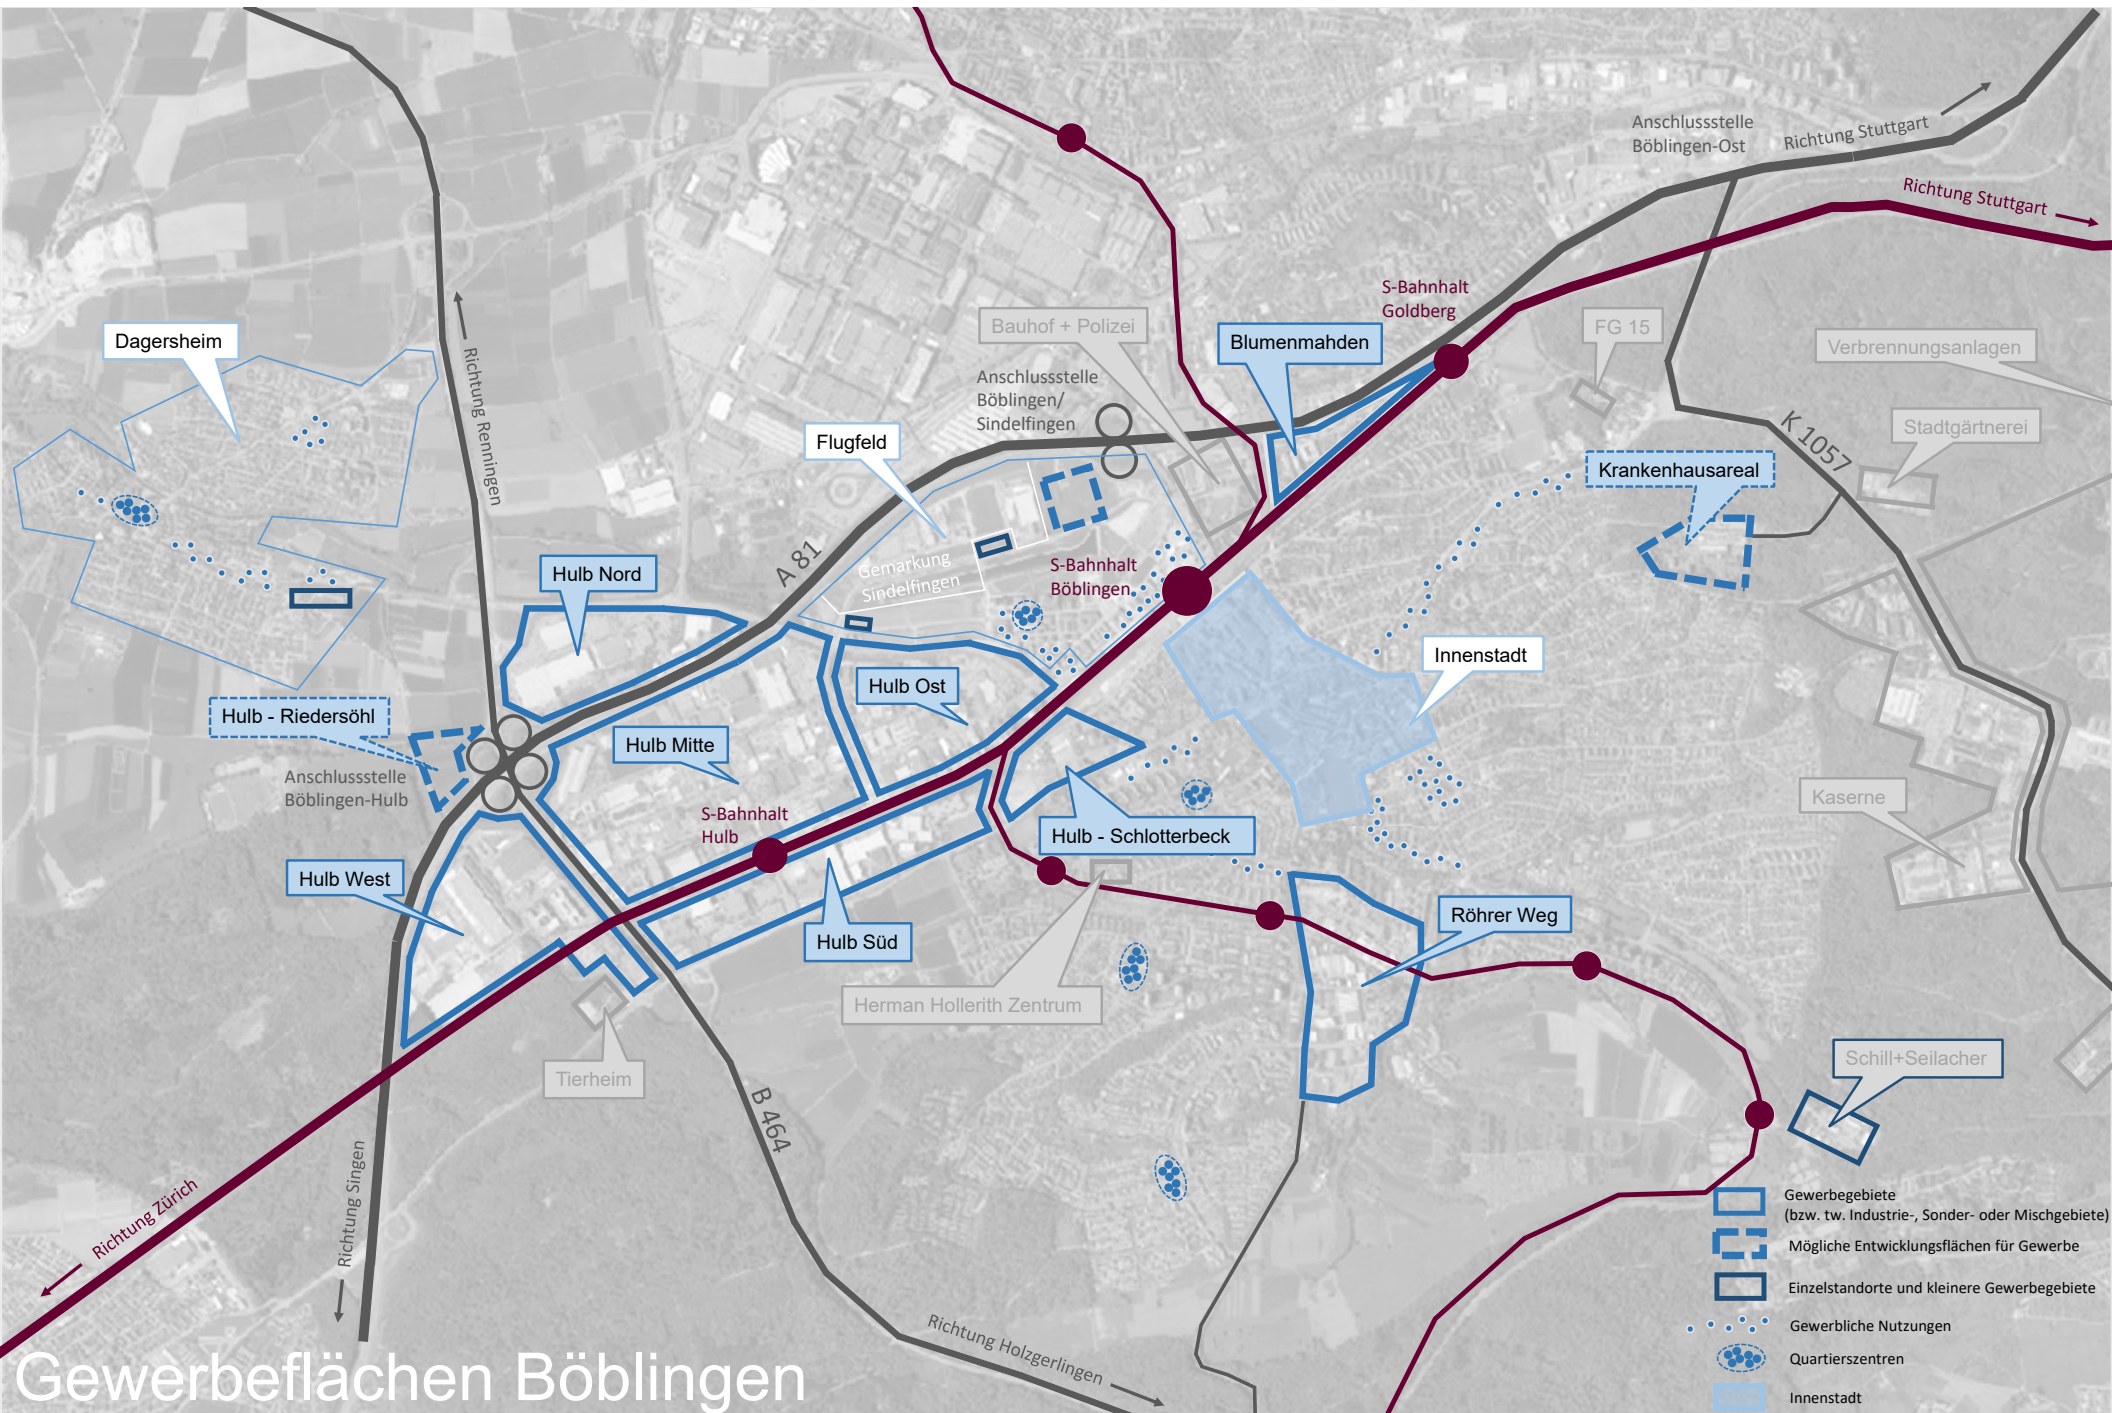 Anschlussstelle
Böblingen-Ost
Richtung Stuttgart
Richtung Stuttgart
S-Bahnhalt
Goldberg
Bauhof + Polizei
FG 15
Blumenmahden
Verbrennungsanlagen
Dagersheim
Richtung Renningen
Anschlussstelle
Böblingen/
Sindelfingen
Flugfeld
K 1057
Stadtgärtnerei
Krankenhausareal
A 81
Gemarkung
Sindelfingen
S-Bahnhalt
Böblingen
Hulb Nord
Innenstadt
Hulb Ost
Hulb - Riedersöhl
Hulb Mitte
Anschlussstelle
Böblingen-Hulb
S-Bahnhalt
Hulb
Kaserne
Hulb - Schlotterbeck
Hulb West
Röhrer Weg
Hulb Süd
Herman Hollerith Zentrum
Tierheim
Schill+Seilacher
B 464
Richtung Singen
Richtung Zürich
Richtung Holzgerlingen
Gewerbegebiete
(bzw. tw. Industrie-, Sonder- oder Mischgebiete)
Mögliche Entwicklungsflächen für Gewerbe
Einzelstandorte und kleinere Gewerbegebiete
Gewerbliche Nutzungen
Quartierszentren
Innenstadt
Gewerbeflächen Böblingen